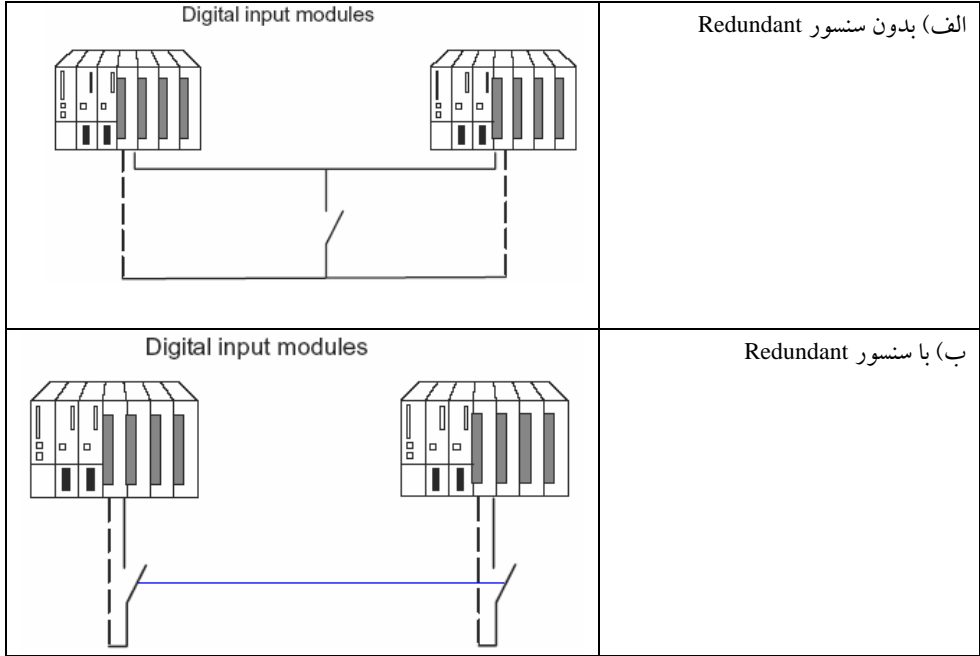 Digital input modules
الف) بدون سنسور Redundant
Digital input modules
ب) با سنسور Redundant